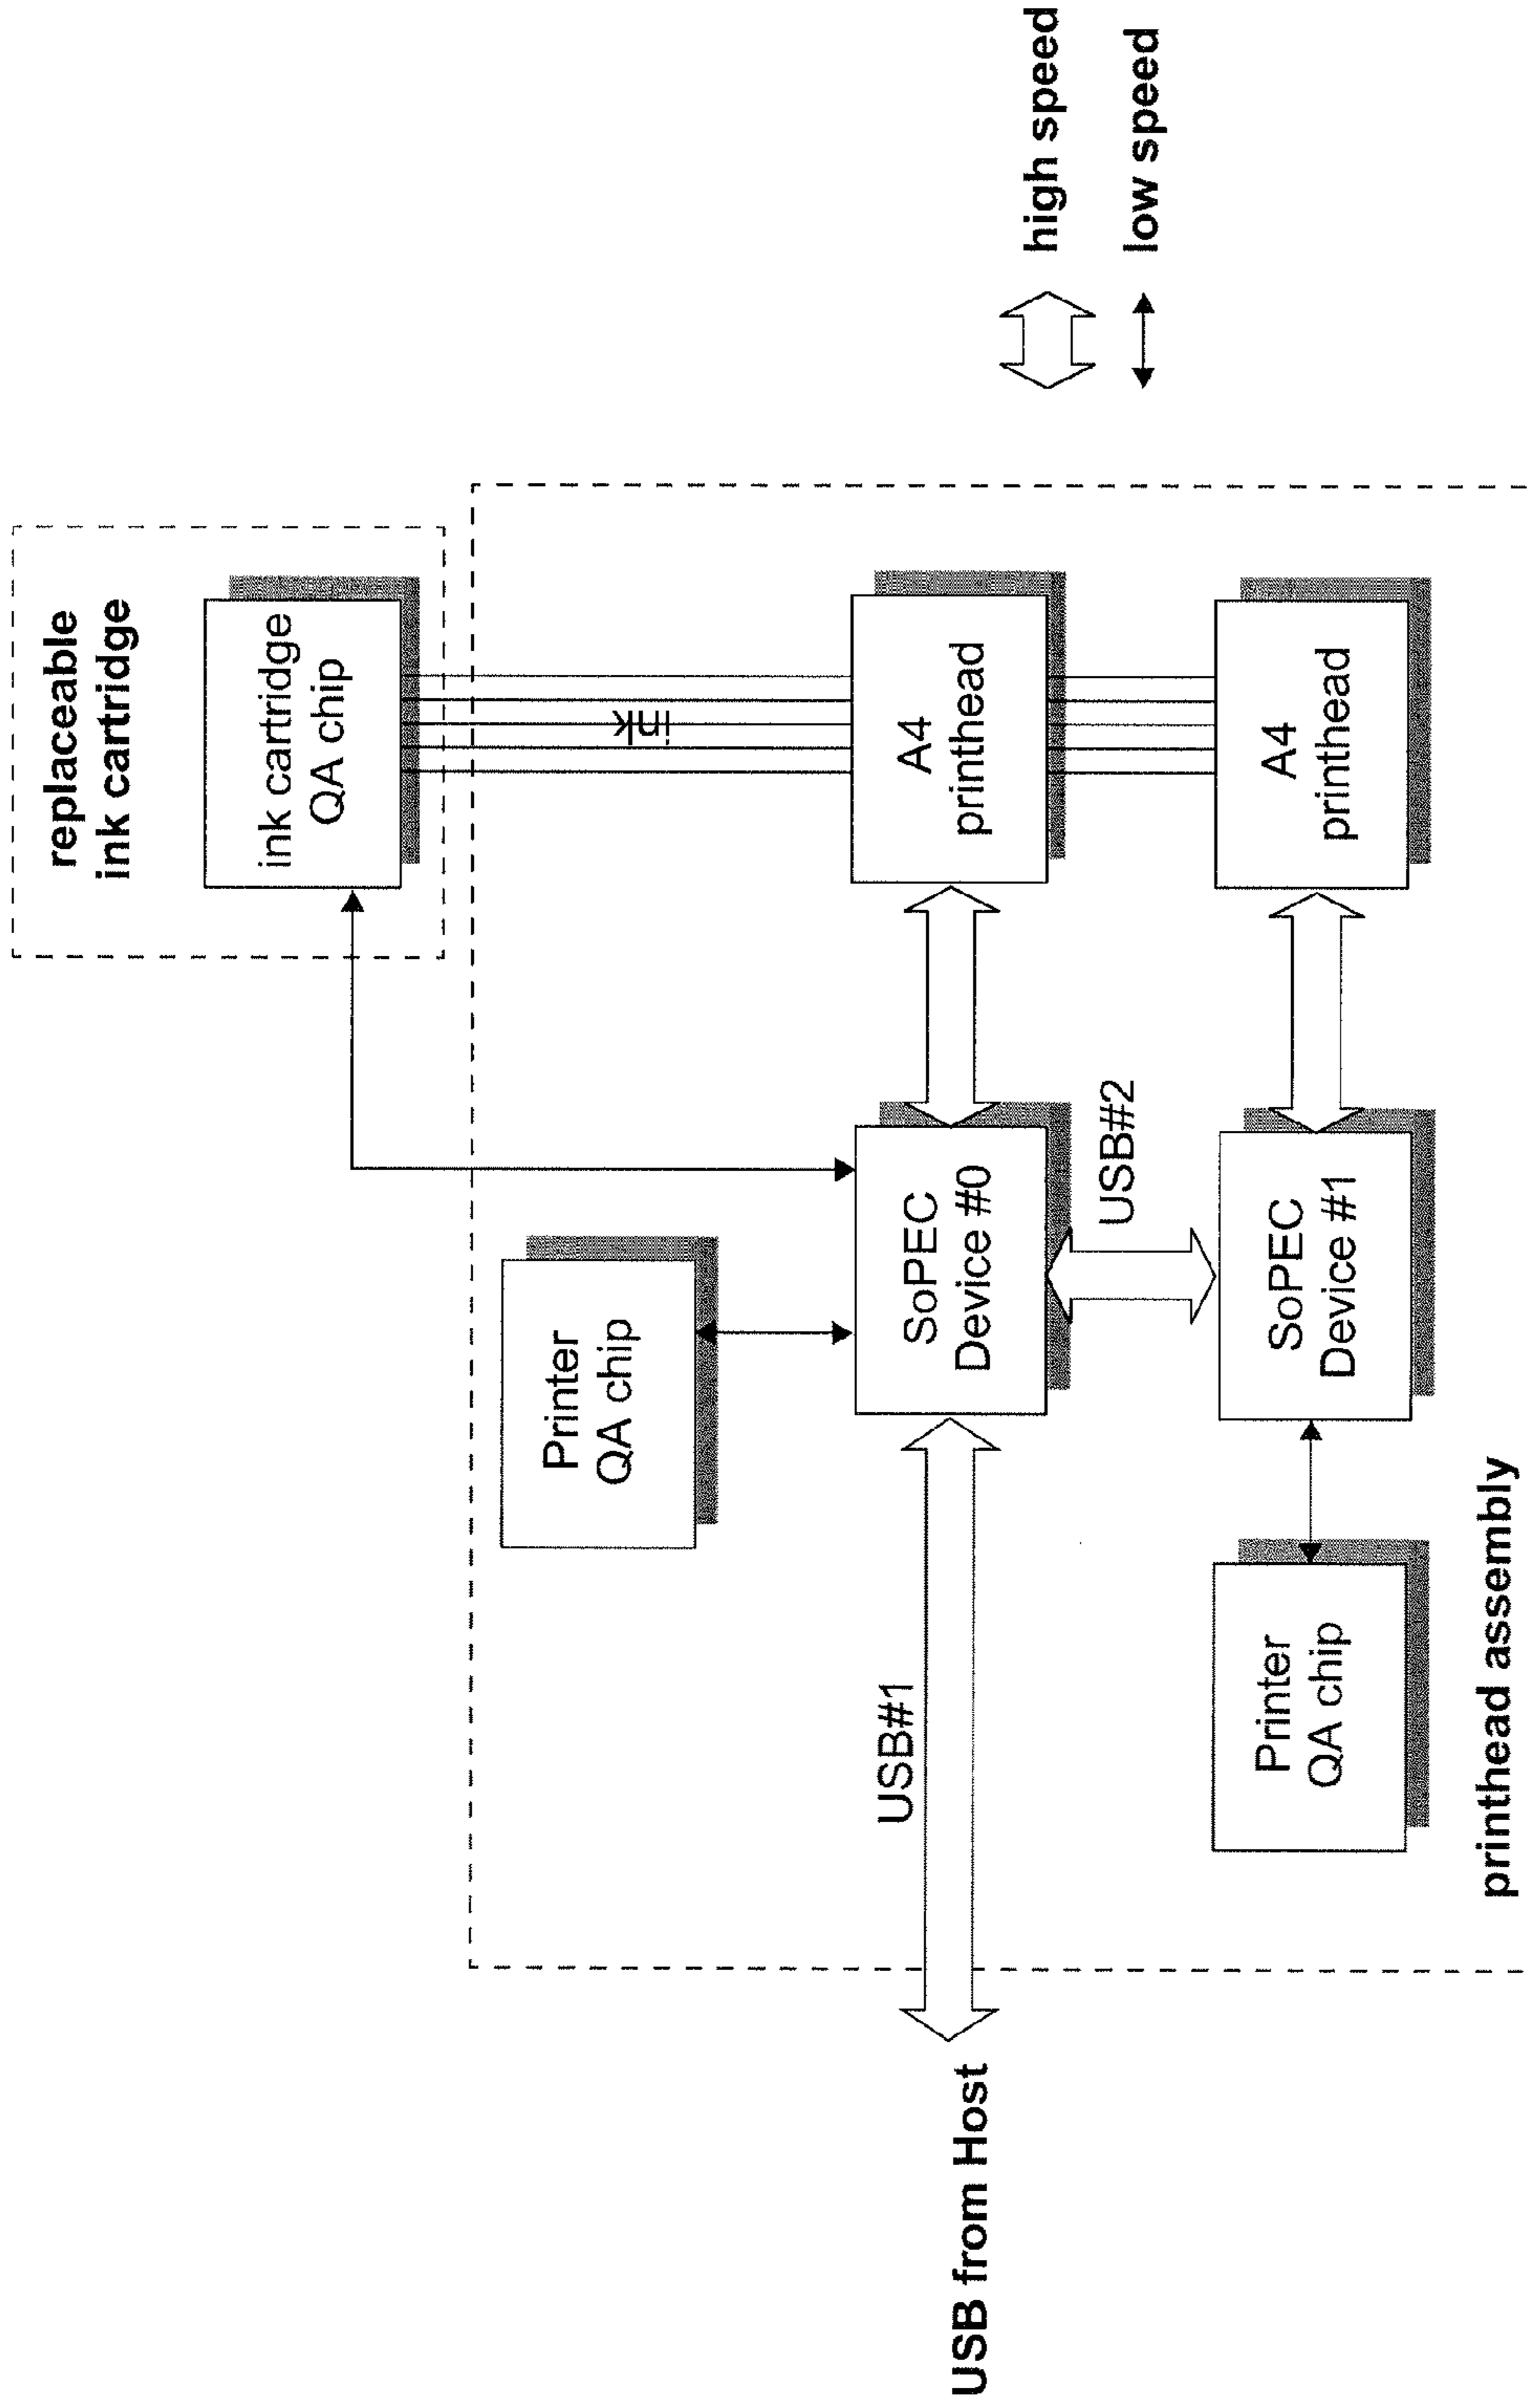 replaceable
ink cartridge
ink cartridge
QA chip
ink
Printer
QA chip
USB from Host
USB#1
SoPEC
Device #0
A4
printhead
USB#2
high speed
low speed
Printer
QA chip
SoPEC
Device #1
A4
printhead
printhead assembly